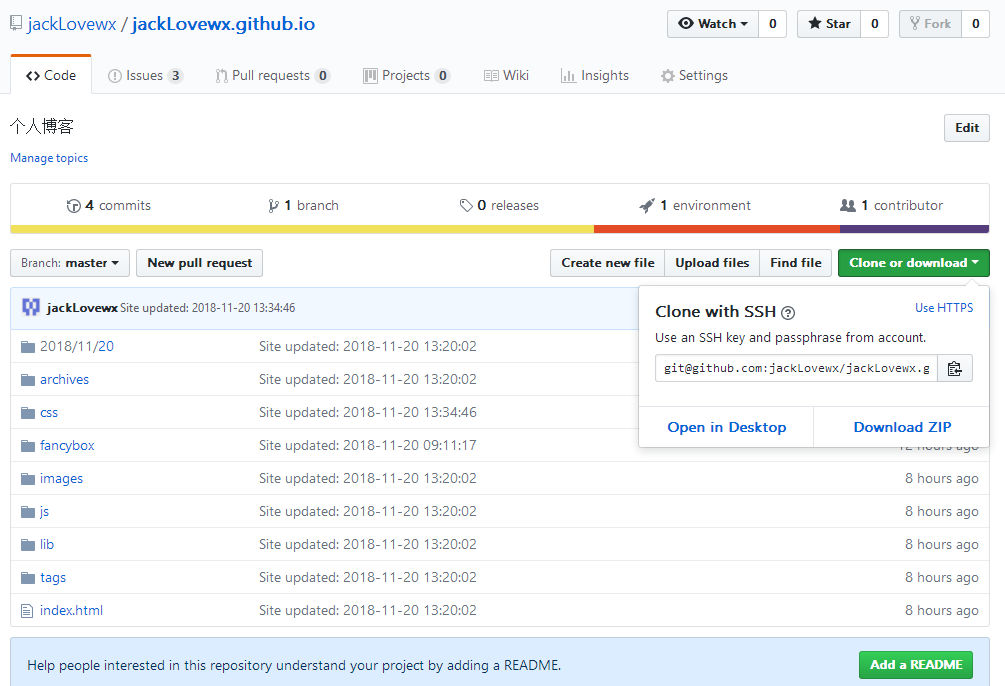 jackLovewx / jackLovewx.github.io
Watch 0 Star 0 Fork 0
Code Issues 3 Pull requests 0 Projects 0 Wiki Insights Settings
个人博客
Edit
Manage topics
4 commits 1 branch 0 releases 1 environment 1 contributor
Branch: master New pull request Create new file Upload files Find file Clone or download
jackLovewx Site updated: 2018-11-20 13:34:46
Clone with SSH ?
Use HTTPS
Use an SSH key and passphrase from account.
git@github.com:jackLovewx/jackLovewx.g
Open in Desktop Download ZIP
2018/11/20 Site updated: 2018-11-20 13:20:02
archives Site updated: 2018-11-20 13:20:02
css Site updated: 2018-11-20 13:34:46
fancybox Site updated: 2018-11-20 09:11:17 12 hours ago
images Site updated: 2018-11-20 13:20:02 8 hours ago
js Site updated: 2018-11-20 13:20:02 8 hours ago
lib Site updated: 2018-11-20 13:20:02 8 hours ago
tags Site updated: 2018-11-20 13:20:02 8 hours ago
index.html Site updated: 2018-11-20 13:20:02 8 hours ago
Help people interested in this repository understand your project by adding a README.
Add a README